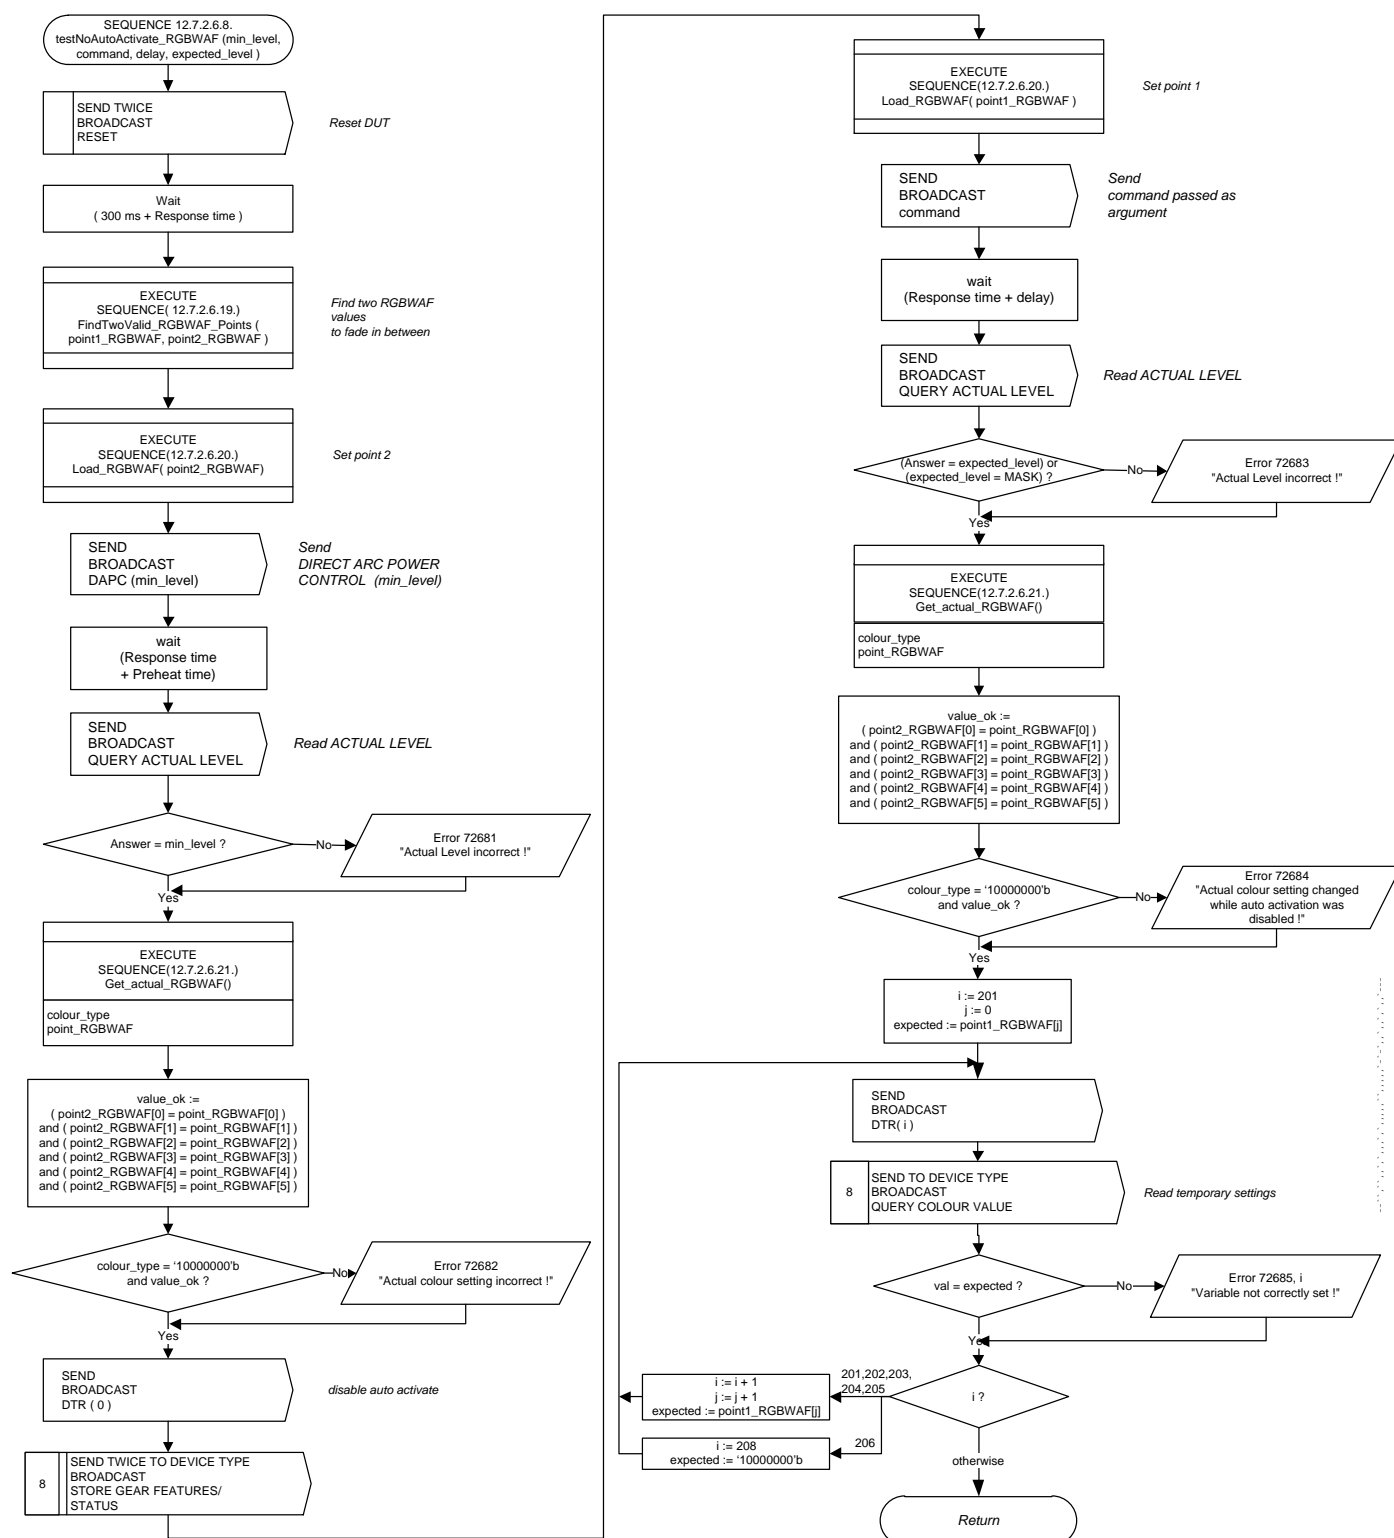 SEQUENCE 12.7.2.6.8.
testNoAutoActivate_RGBWAF (min_level,
command, delay, expected_level )
SEND TWICE
BROADCAST
RESET
Reset DUT
Wait
( 300 ms + Response time )
EXECUTE
SEQUENCE( 12.7.2.6.19.)
FindTwoValid_RGBWAF_Points (
point1_RGBWAF, point2_RGBWAF )
Find two RGBWAF
values
to fade in between
EXECUTE
SEQUENCE(12.7.2.6.20.)
Load_RGBWAF( point2_RGBWAF)
Set point 2
SEND
BROADCAST
DAPC (min_level)
Send
DIRECT ARC POWER
CONTROL (min_level)
wait
(Response time
+ Preheat time)
SEND
BROADCAST
QUERY ACTUAL LEVEL
Read ACTUAL LEVEL
Answer = min_level ?
No
Error 72681
"Actual Level incorrect !"
Yes
EXECUTE
SEQUENCE(12.7.2.6.21.)
Get_actual_RGBWAF()
colour_type
point_RGBWAF
value_ok :=
( point2_RGBWAF[0] = point_RGBWAF[0] )
and ( point2_RGBWAF[1] = point_RGBWAF[1] )
and ( point2_RGBWAF[2] = point_RGBWAF[2] )
and ( point2_RGBWAF[3] = point_RGBWAF[3] )
and ( point2_RGBWAF[4] = point_RGBWAF[4] )
and ( point2_RGBWAF[5] = point_RGBWAF[5] )
colour_type = ‘10000000’b
and value_ok ?
No
Error 72682
"Actual colour setting incorrect !"
Yes
SEND
BROADCAST
DTR ( 0 )
disable auto activate
8
SEND TWICE TO DEVICE TYPE
BROADCAST
STORE GEAR FEATURES/
STATUS
EXECUTE
SEQUENCE(12.7.2.6.20.)
Load_RGBWAF( point1_RGBWAF )
Set point 1
SEND
BROADCAST
command
Send
command passed as
argument
wait
(Response time + delay)
SEND
BROADCAST
QUERY ACTUAL LEVEL
Read ACTUAL LEVEL
(Answer = expected_level) or
(expected_level = MASK) ?
No
Error 72683
"Actual Level incorrect !"
Yes
EXECUTE
SEQUENCE(12.7.2.6.21.)
Get_actual_RGBWAF()
colour_type
point_RGBWAF
value_ok :=
( point2_RGBWAF[0] = point_RGBWAF[0] )
and ( point2_RGBWAF[1] = point_RGBWAF[1] )
and ( point2_RGBWAF[2] = point_RGBWAF[2] )
and ( point2_RGBWAF[3] = point_RGBWAF[3] )
and ( point2_RGBWAF[4] = point_RGBWAF[4] )
and ( point2_RGBWAF[5] = point_RGBWAF[5] )
colour_type = ‘10000000’b
and value_ok ?
No
Error 72684
"Actual colour setting changed
while auto activation was
disabled !"
Yes
i := 201
j := 0
expected := point1_RGBWAF[j]
SEND
BROADCAST
DTR( i )
8
SEND TO DEVICE TYPE
BROADCAST
QUERY COLOUR VALUE
Read temporary settings
val = expected ?
No
Error 72685, i
"Variable not correctly set !"
Yes
i ?
201,202,203,
204,205
i := i + 1
j := j + 1
expected := point1_RGBWAF[j]
206
i := 208
expected := ‘10000000’b
otherwise
Return